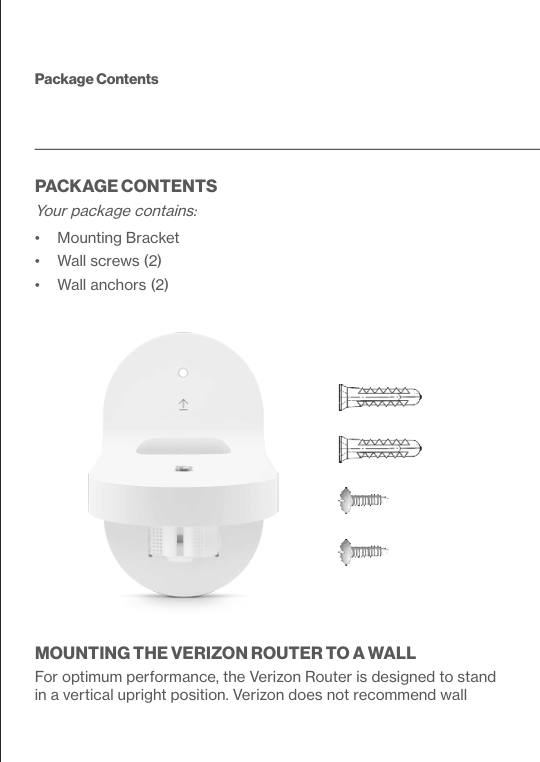 Package Contents
PACKAGE CONTENTS
Your package contains:
• Mounting Bracket
• Wall screws (2)
• Wall anchors (2)
MOUNTING THE VERIZON ROUTER TO A WALL
For optimum performance, the Verizon Router is designed to stand
in a vertical upright position. Verizon does not recommend wall